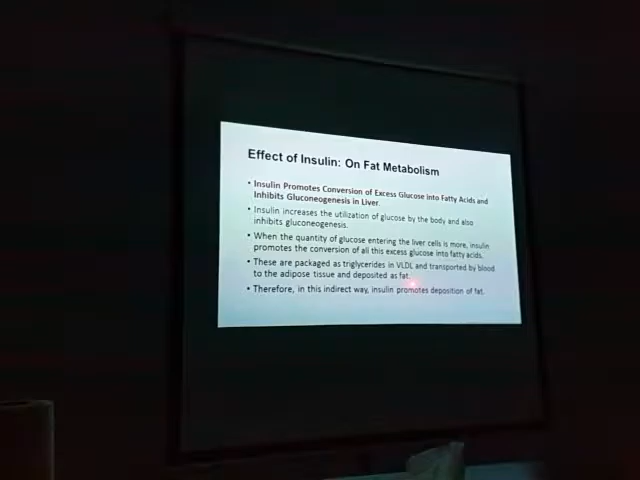 Effect of Insulin: On Fat Metabolism
• Insulin Promotes Conversion of Excess Glucose into Fatty Acids and
Inhibits Gluconeogenesis in Liver.
• Insulin increases the utilization of glucose by the body and also
inhibits gluconeogenesis.
• When the quantity of glucose entering the liver cells is more, insulin
promotes the conversion of all this excess glucose into fatty acids.
• These are packaged as triglycerides in VLDL and transported by blood
to the adipose tissue and deposited as fat.
• Therefore, in this indirect way, insulin promotes deposition of fat.